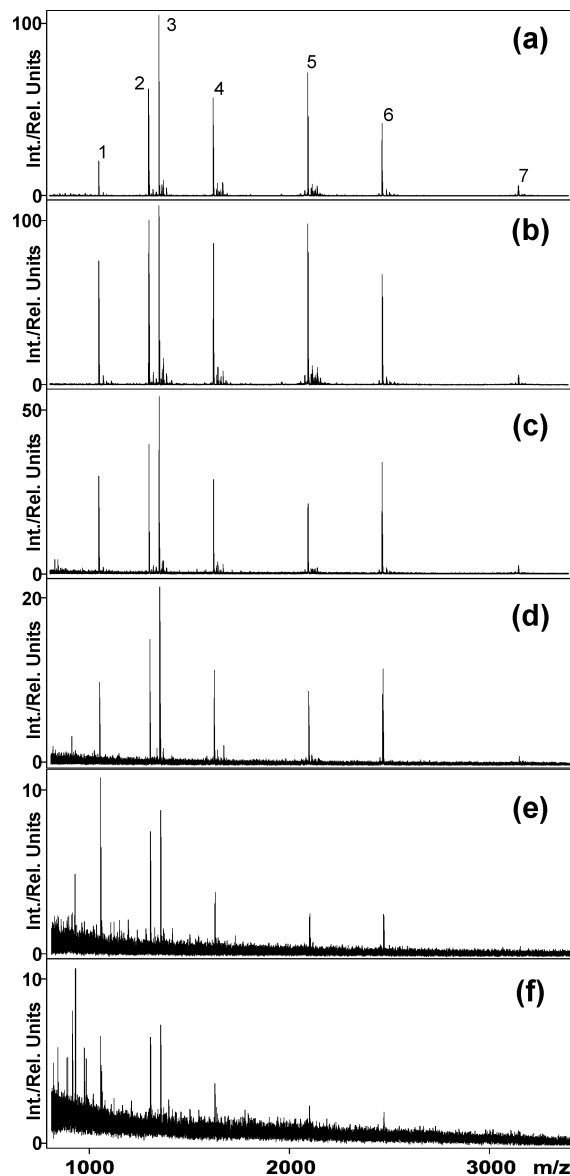 100
Int./Rel. Units
0
(a)
1
2
3
4
5
6
7
100
Int./Rel. Units
0
(b)
50
Int./Rel. Units
0
(c)
20
Int./Rel. Units
0
(d)
10
Int./Rel. Units
0
(e)
10
Int./Rel. Units
0
(f)
1000 2000 3000 m/z